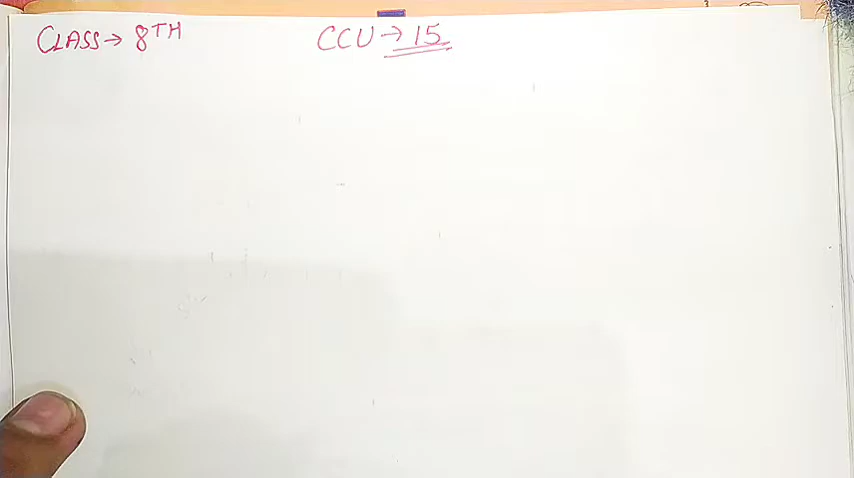 CLASS → 8TH
CCU → 15